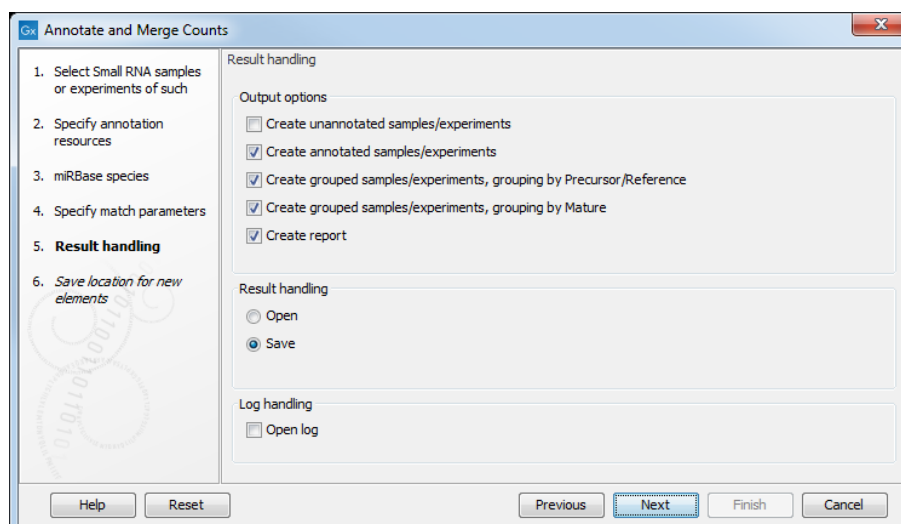 Gx Annotate and Merge Counts
1. Select Small RNA samples
or experiments of such
2. Specify annotation
resources
3. miRBase species
4. Specify match parameters
5. Result handling
6. Save location for new
elements
Result handling
Output options
Create unannotated samples/experiments
Create annotated samples/experiments
Create grouped samples/experiments, grouping by Precursor/Reference
Create grouped samples/experiments, grouping by Mature
Create report
Result handling
Open
Save
Log handling
Open log
Help Reset Previous Next Finish Cancel